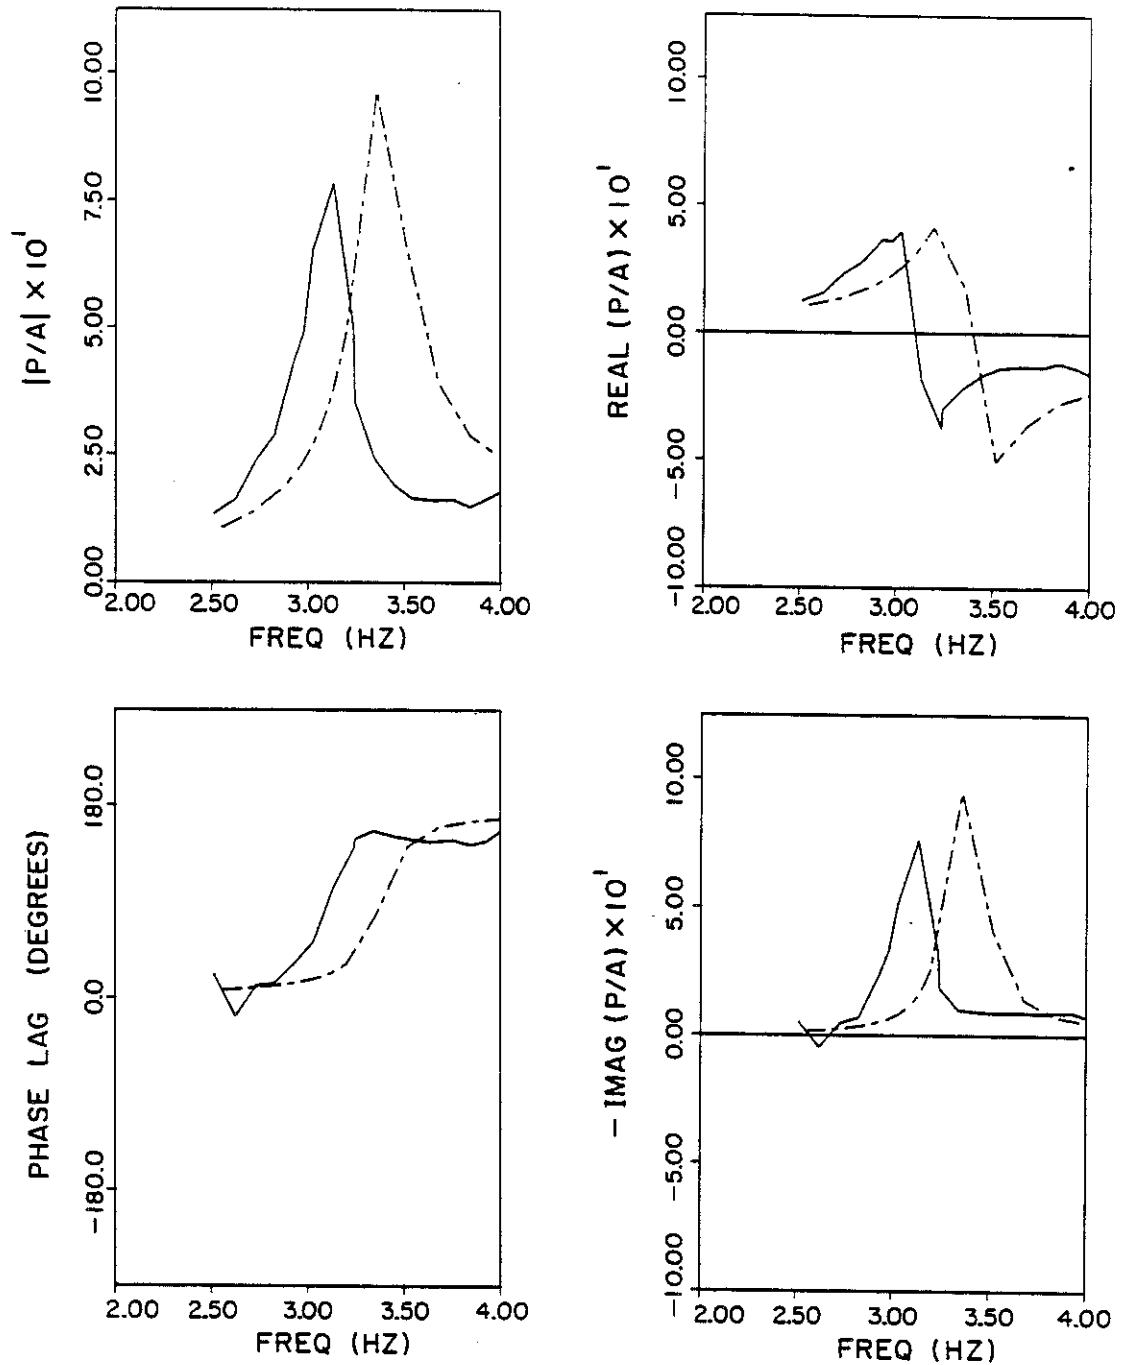 |P/A| X 10¹
10.00
7.50
5.00
2.50
0.00
2.00 2.50 3.00 3.50 4.00
FREQ (HZ)
REAL (P/A) X 10¹
10.00
5.00
0.00
-5.00
-10.00
2.00 2.50 3.00 3.50 4.00
FREQ (HZ)
PHASE LAG (DEGREES)
180.0
0.0
-180.0
2.00 2.50 3.00 3.50 4.00
FREQ (HZ)
- IMAG (P/A) X 10¹
10.00
5.00
0.00
-5.00
-10.00
2.00 2.50 3.00 3.50 4.00
FREQ (HZ)